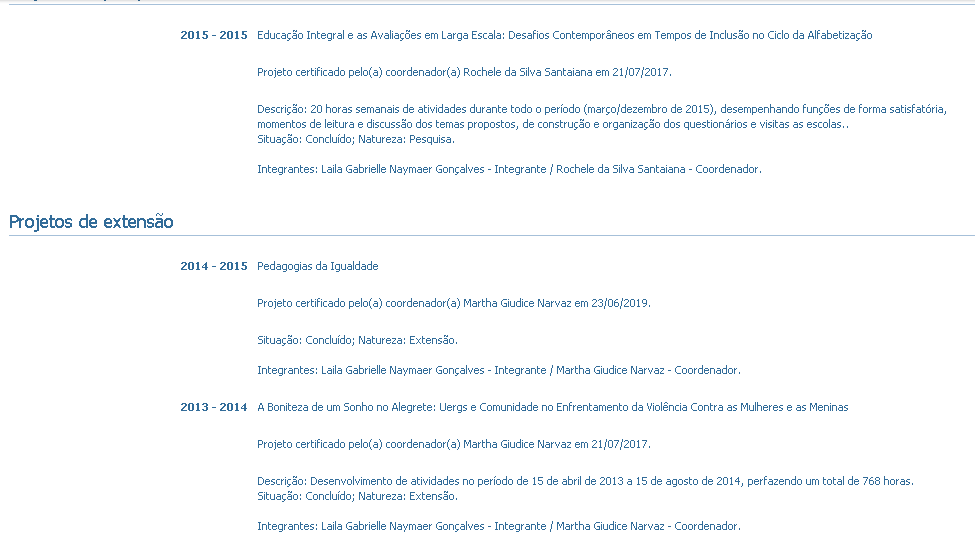 2015 - 2015 Educação Integral e as Avaliações em Larga Escala: Desafios Contemporâneos em Tempos de Inclusão no Ciclo da Alfabetização
Projeto certificado pelo(a) coordenador(a) Rochele da Silva Santaiana em 21/07/2017.
Descrição: 20 horas semanais de atividades durante todo o período (março/dezembro de 2015), desempenhando funções de forma satisfatória,
momentos de leitura e discussão dos temas propostos, de construção e organização dos questionários e visitas as escolas..
Situação: Concluído; Natureza: Pesquisa.
Integrantes: Laila Gabrielle Naymaer Gonçalves - Integrante / Rochele da Silva Santaiana - Coordenador.
Projetos de extensão
2014 - 2015 Pedagogias da Igualdade
Projeto certificado pelo(a) coordenador(a) Martha Giudice Narvaz em 23/06/2019.
Situação: Concluído; Natureza: Extensão.
Integrantes: Laila Gabrielle Naymaer Gonçalves - Integrante / Martha Giudice Narvaz - Coordenador.
2013 - 2014 A Boniteza de um Sonho no Alegrete: Uergs e Comunidade no Enfrentamento da Violência Contra as Mulheres e as Meninas
Projeto certificado pelo(a) coordenador(a) Martha Giudice Narvaz em 21/07/2017.
Descrição: Desenvolvimento de atividades no período de 15 de abril de 2013 a 15 de agosto de 2014, perfazendo um total de 768 horas.
Situação: Concluído; Natureza: Extensão.
Integrantes: Laila Gabrielle Naymaer Gonçalves - Integrante / Martha Giudice Narvaz - Coordenador.